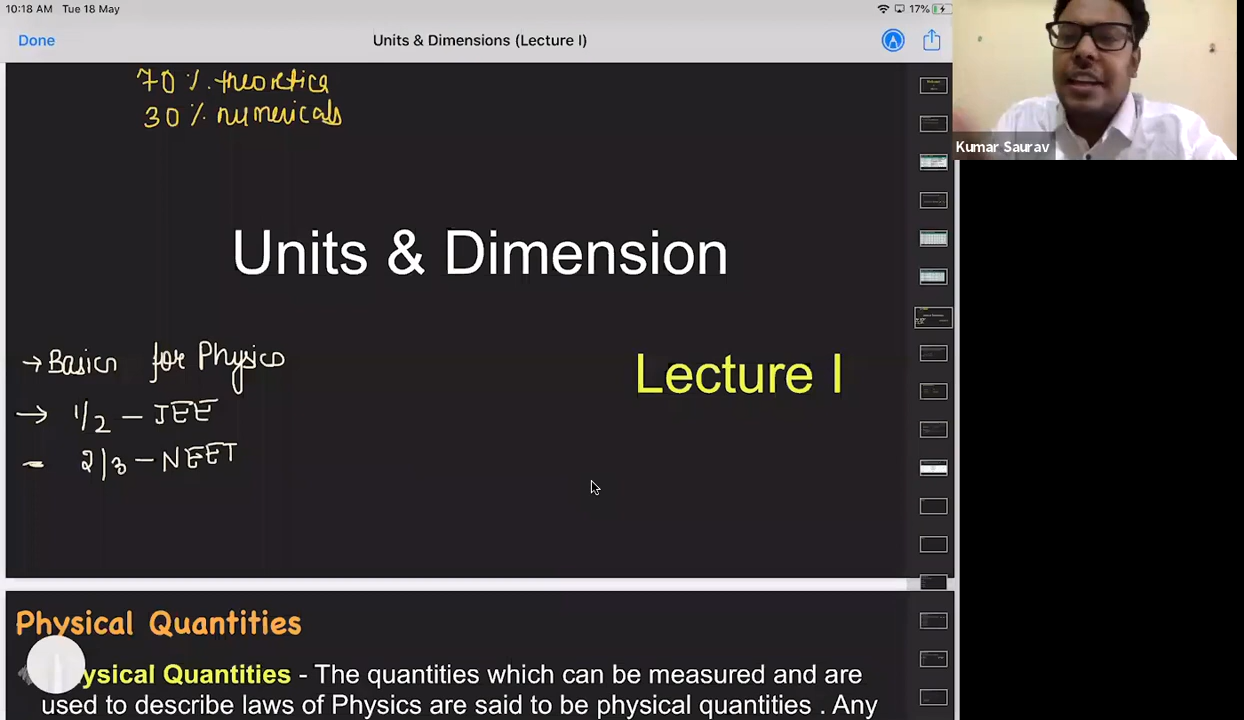 10:18 AM Tue 18 May
17%
Done
Units & Dimensions (Lecture I)
Kumar Saurav
70 % theoretica
30 % numericals
Units & Dimension
→ Basics for Physics
Lecture I
→ 1/2 - JEE
- 2/3 - NEET
Physical Quantities
ysical Quantities - The quantities which can be measured and are
used to describe laws of Physics are said to be physical quantities . Any